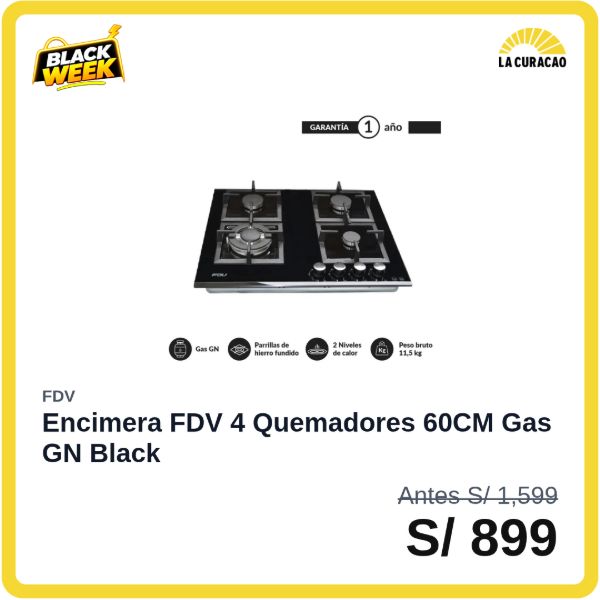 BLACK
WEEK
LA CURACAO
GARANTÍA 1 año
FDV
Gas GN
Parrillas de
hierro fundido
2 Niveles
de calor
Kg
Peso bruto
11,5 kg
FDV
Encimera FDV 4 Quemadores 60CM Gas
GN Black
Antes S/ 1,599
S/ 899